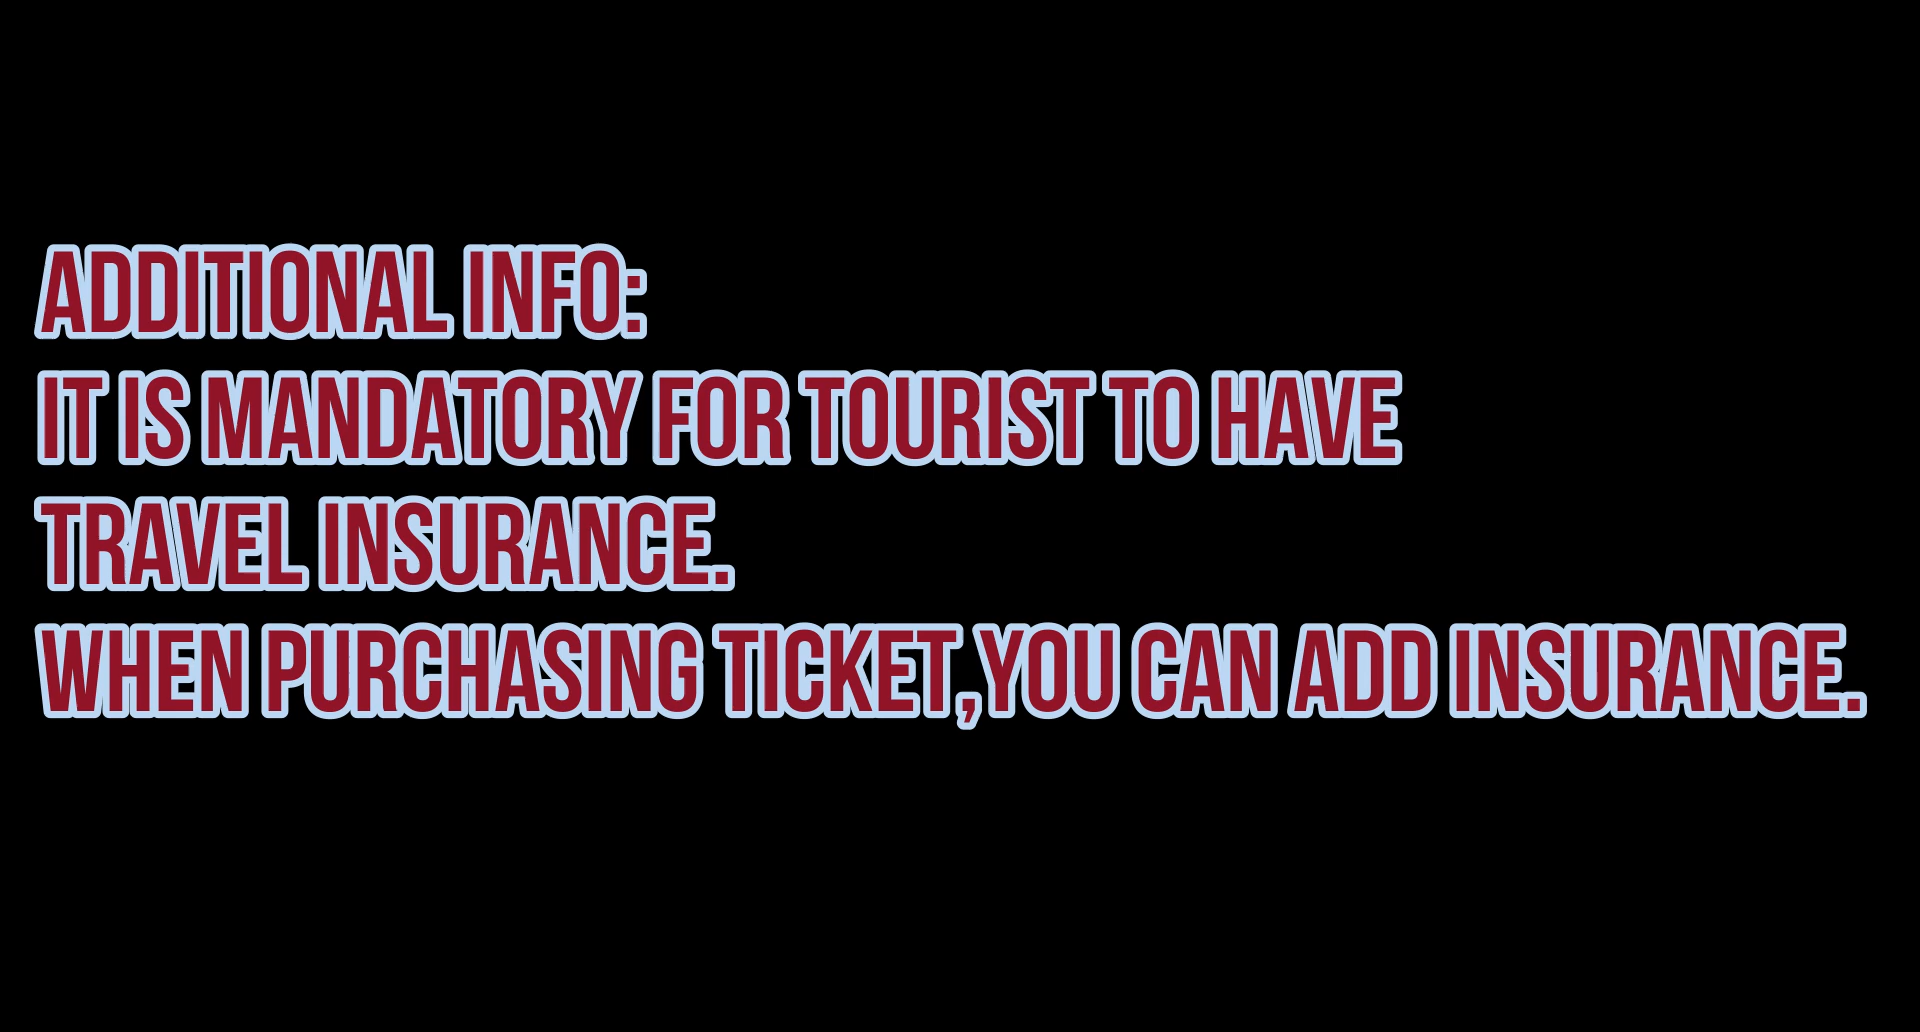 ADDITIONAL INFO:
IT IS MANDATORY FOR TOURIST TO HAVE
TRAVEL INSURANCE.
WHEN PURCHASING TICKET,YOU CAN ADD INSURANCE.